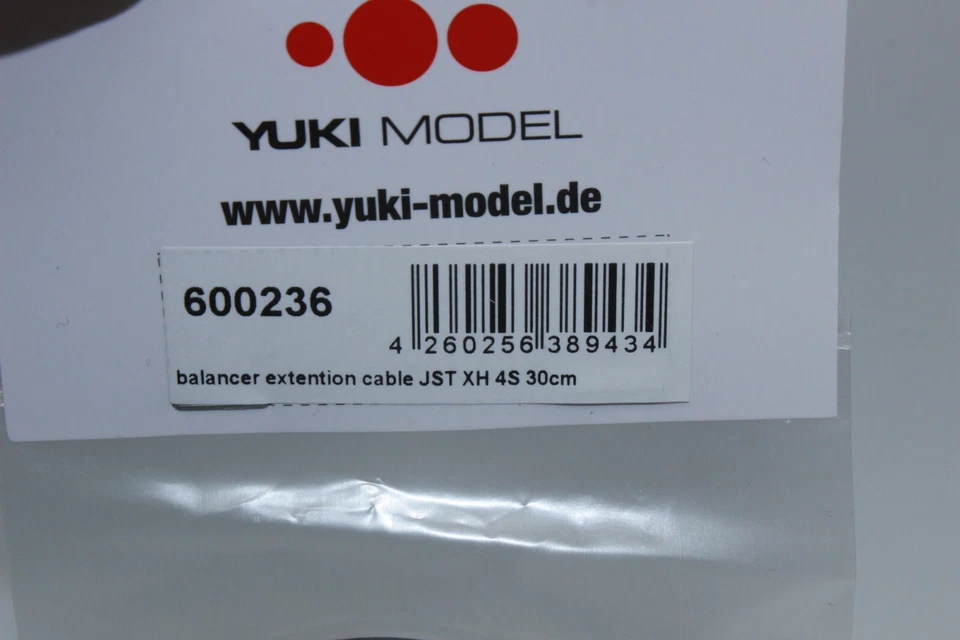 YUKI MODEL
www.yuki-model.de
600236
4 260256 389434
balancer extention cable JST XH 4S 30cm